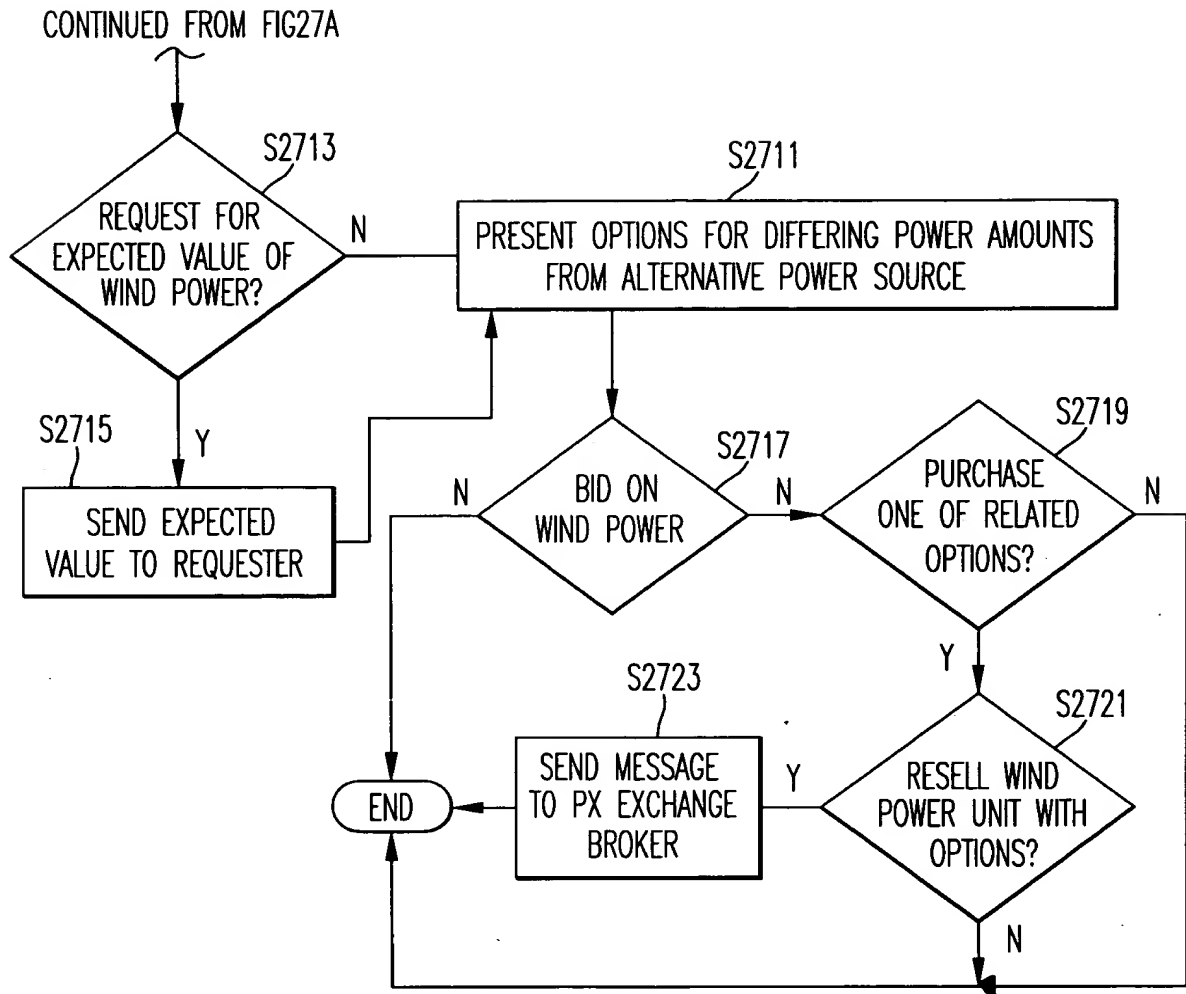 CONTINUED FROM FIG27A
S2713
REQUEST FOR
EXPECTED VALUE OF
WIND POWER?
N
Y
S2711
PRESENT OPTIONS FOR DIFFERING POWER AMOUNTS
FROM ALTERNATIVE POWER SOURCE
S2715
SEND EXPECTED
VALUE TO REQUESTER
S2717
N
BID ON
WIND POWER
N
S2719
PURCHASE
ONE OF RELATED
OPTIONS?
N
Y
S2723
SEND MESSAGE
TO PX EXCHANGE
BROKER
S2721
Y
RESELL WIND
POWER UNIT WITH
OPTIONS?
N
END